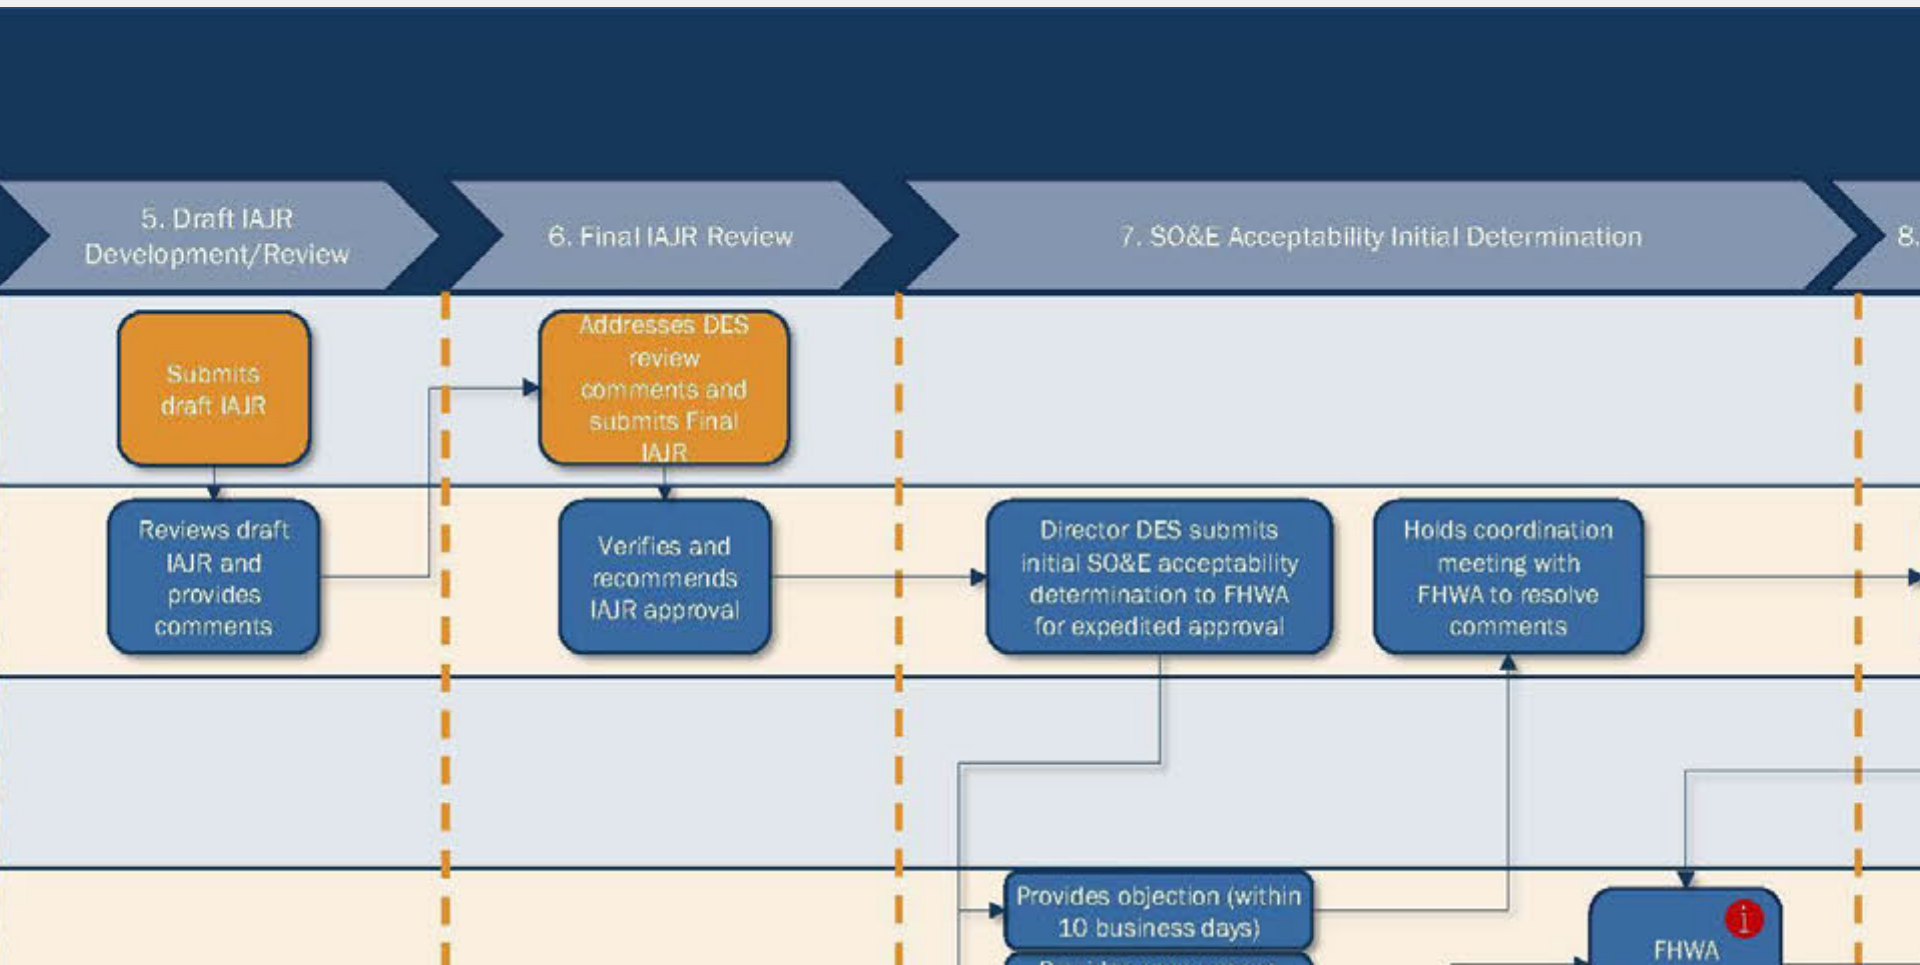 5. Draft IAJR
Development/Review
6. Final IAJR Review
7. SO&E Acceptability Initial Determination
8.
Submits
draft IAJR
Addresses DES
review
comments and
submits Final
IAJR
Reviews draft
IAJR and
provides
comments
Verifies and
recommends
IAJR approval
Director DES submits
initial SO&E acceptability
determination to FHWA
for expedited approval
Holds coordination
meeting with
FHWA to resolve
comments
Provides objection (within
10 business days)
i
FHWA